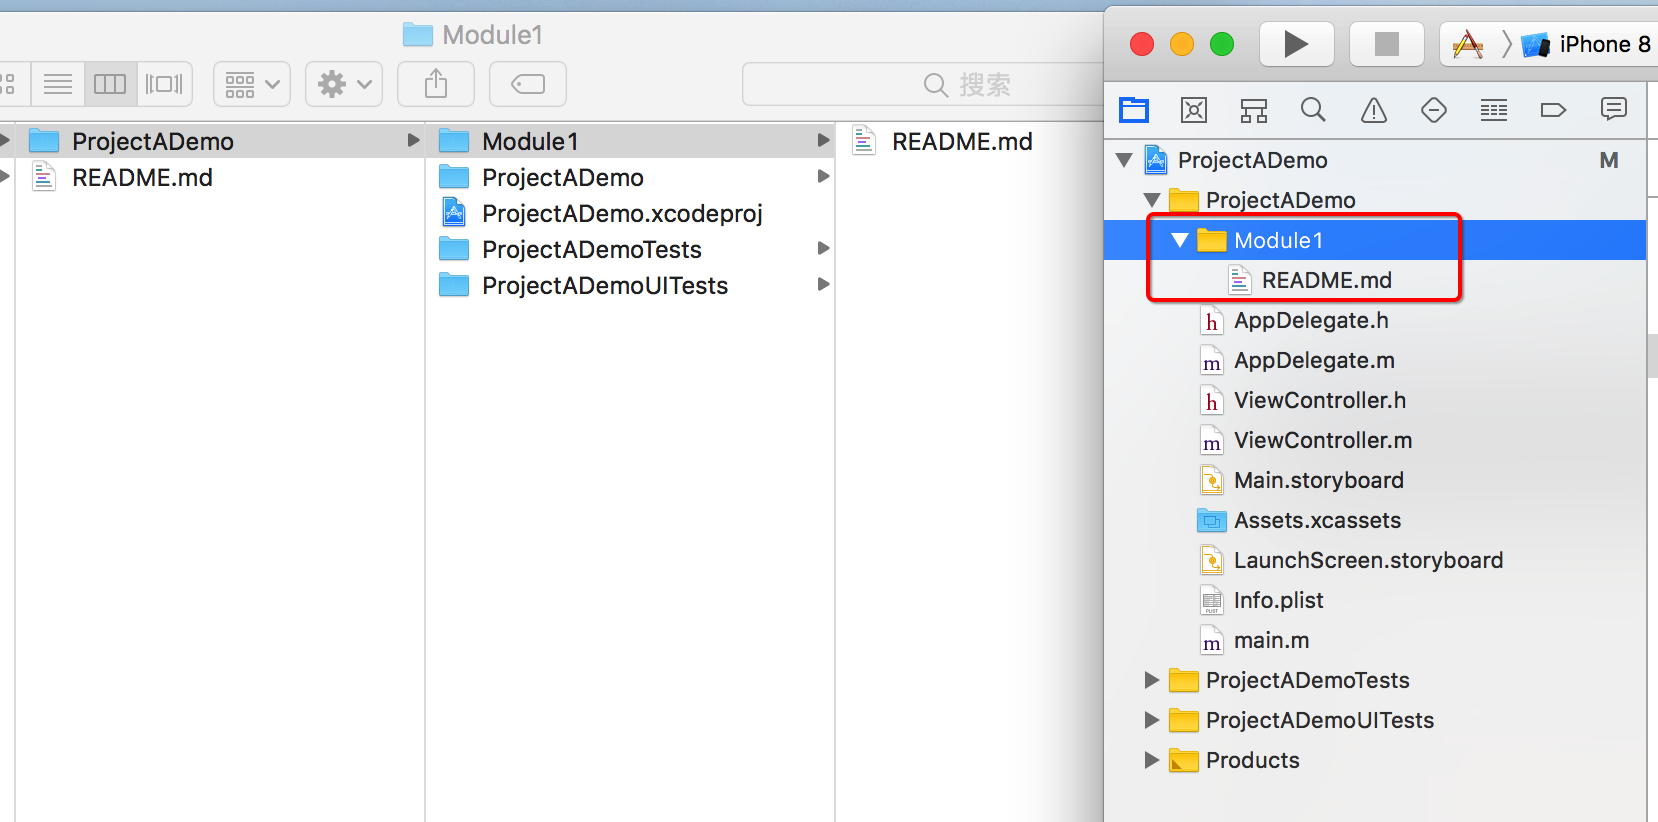 Module1
搜索
ProjectADemo
README.md
Module1
ProjectADemo
ProjectADemo.xcodeproj
ProjectADemoTests
ProjectADemoUITests
README.md
iPhone 8
ProjectADemo M
ProjectADemo
Module1
README.md
h AppDelegate.h
m AppDelegate.m
h ViewController.h
m ViewController.m
Main.storyboard
Assets.xcassets
LaunchScreen.storyboard
PLIST Info.plist
m main.m
ProjectADemoTests
ProjectADemoUITests
Products